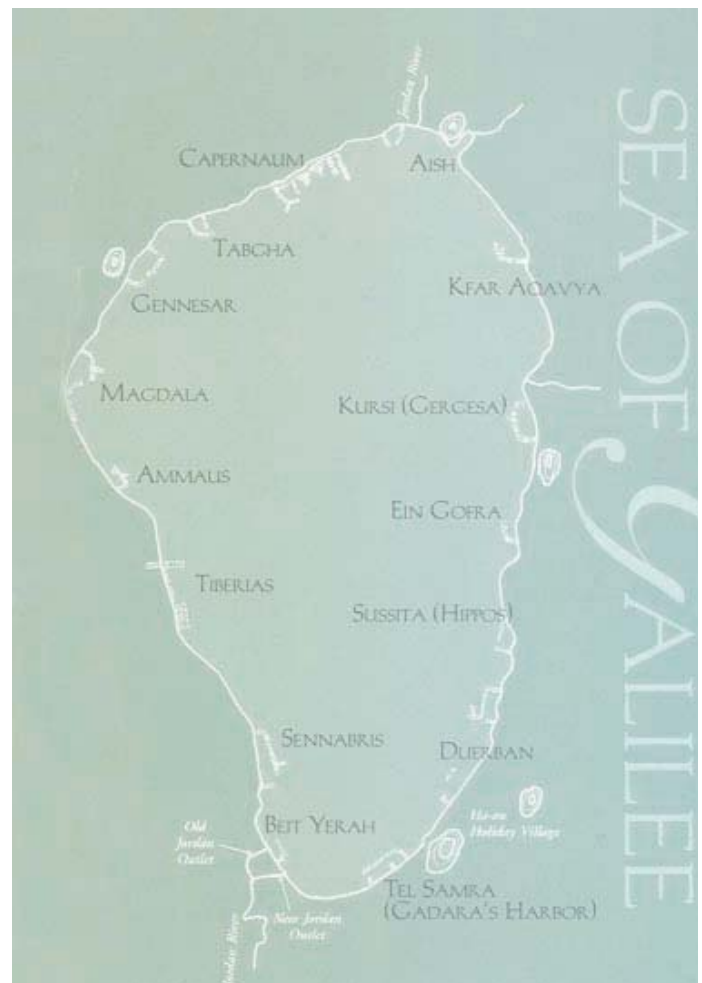 Jordan River
SEA OF GALILEE
CAPERNAUM
AISH
TABGHA
KFAR AQAVYA
GENNESAR
MAGDALA
KURSI (GERGESA)
AMMAUS
EIN GOFRA
TIBERIAS
SUSSITA (HIPPOS)
SENNABRIS
DUERBAN
Ha-on
Holiday Village
BEIT YERAH
Old
Jordan
Outlet
TEL SAMRA
(GADARA'S HARBOR)
New Jordan
Outlet
Jordan River